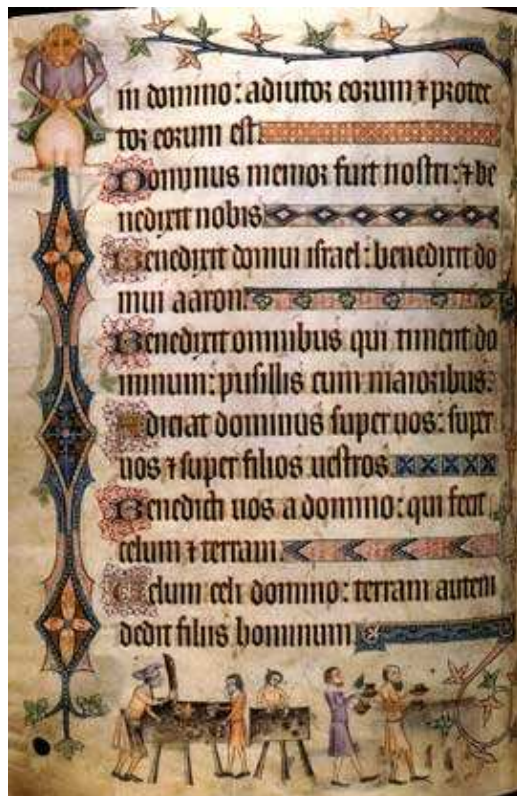 in domino: adiutor eorum ⁊ protec
tor eorum est.
Dominus memor fuit nostri: ⁊ be
nedixit nobis
Benedixit domui israel: benedixit do
mui aaron.
Benedixit omnibus qui timent do
minum: pusillis cum maioribus.
Adiciat dominus super uos: super
uos ⁊ super filios uestros
Benedicti uos a domino: qui fecit
celum ⁊ terram.
Celum celi domino: terram autem
dedit filiis hominum